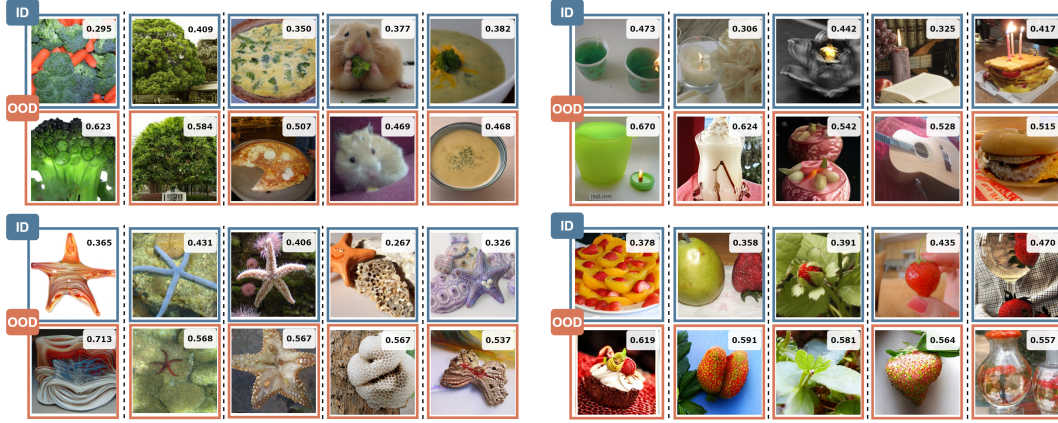 ID
0.295 0.409 0.350 0.377 0.382
OOD
0.623 0.584 0.507 0.469 0.468
ID
0.473 0.306 0.442 0.325 0.417
OOD
0.670 0.624 0.542 0.528 0.515
ID
0.365 0.431 0.406 0.267 0.326
OOD
0.713 0.568 0.567 0.567 0.537
ID
0.378 0.358 0.391 0.435 0.470
OOD
0.619 0.591 0.581 0.564 0.557